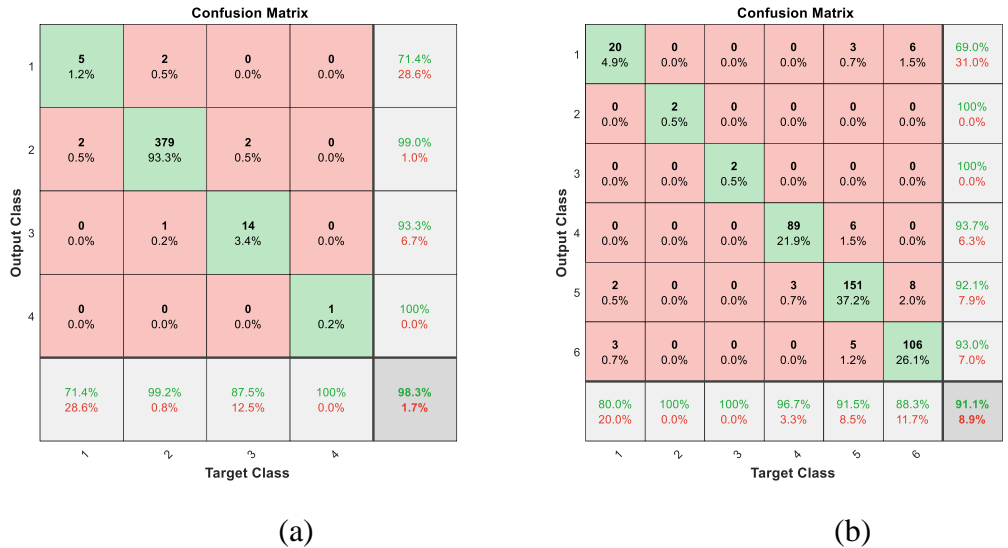 Confusion Matrix
1 5 2 0 0 71.4%
1.2% 0.5% 0.0% 0.0% 28.6%
2 2 379 2 0 99.0%
0.5% 93.3% 0.5% 0.0% 1.0%
3 0 1 14 0 93.3%
0.0% 0.2% 3.4% 0.0% 6.7%
4 0 0 0 1 100%
0.0% 0.0% 0.0% 0.2% 0.0%
71.4% 99.2% 87.5% 100% 98.3%
28.6% 0.8% 12.5% 0.0% 1.7%
1 2 3 4
Output Class
Target Class
(a)
Confusion Matrix
1 20 0 0 0 3 6 69.0%
4.9% 0.0% 0.0% 0.0% 0.7% 1.5% 31.0%
2 0 2 0 0 0 0 100%
0.0% 0.5% 0.0% 0.0% 0.0% 0.0% 0.0%
3 0 0 2 0 0 0 100%
0.0% 0.0% 0.5% 0.0% 0.0% 0.0% 0.0%
4 0 0 0 89 6 0 93.7%
0.0% 0.0% 0.0% 21.9% 1.5% 0.0% 6.3%
5 2 0 0 3 151 8 92.1%
0.5% 0.0% 0.0% 0.7% 37.2% 2.0% 7.9%
6 3 0 0 0 5 106 93.0%
0.7% 0.0% 0.0% 0.0% 1.2% 26.1% 7.0%
80.0% 100% 100% 96.7% 91.5% 88.3% 91.1%
20.0% 0.0% 0.0% 3.3% 8.5% 11.7% 8.9%
1 2 3 4 5 6
Output Class
Target Class
(b)